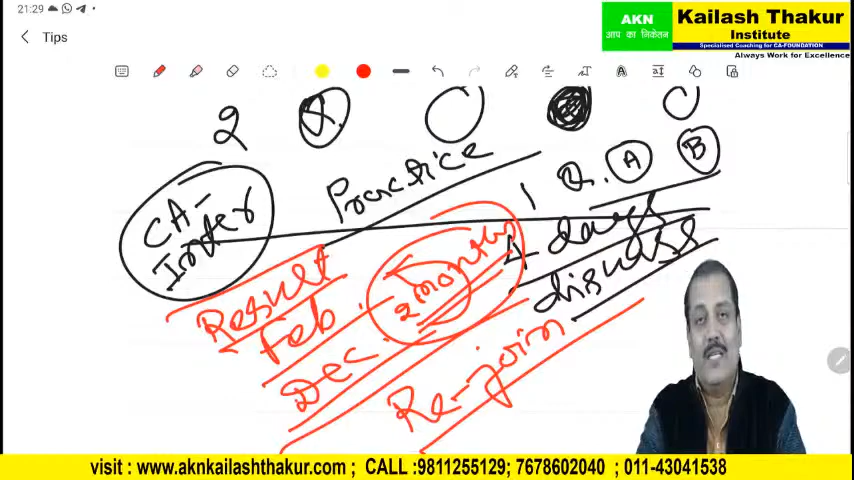 21:29
Tips
AKN
आप का निकेतन
Kailash Thakur
Institute
Specialised Coaching for CA-FOUNDATION
Always Work for Excellence
2
Practice
1 Q. A B
CA-
Inter
4 days
discuss
Result
Feb.
2 months
Dec.
Re-join
visit : www.aknkailashthakur.com ; CALL :9811255129; 7678602040 ; 011-43041538